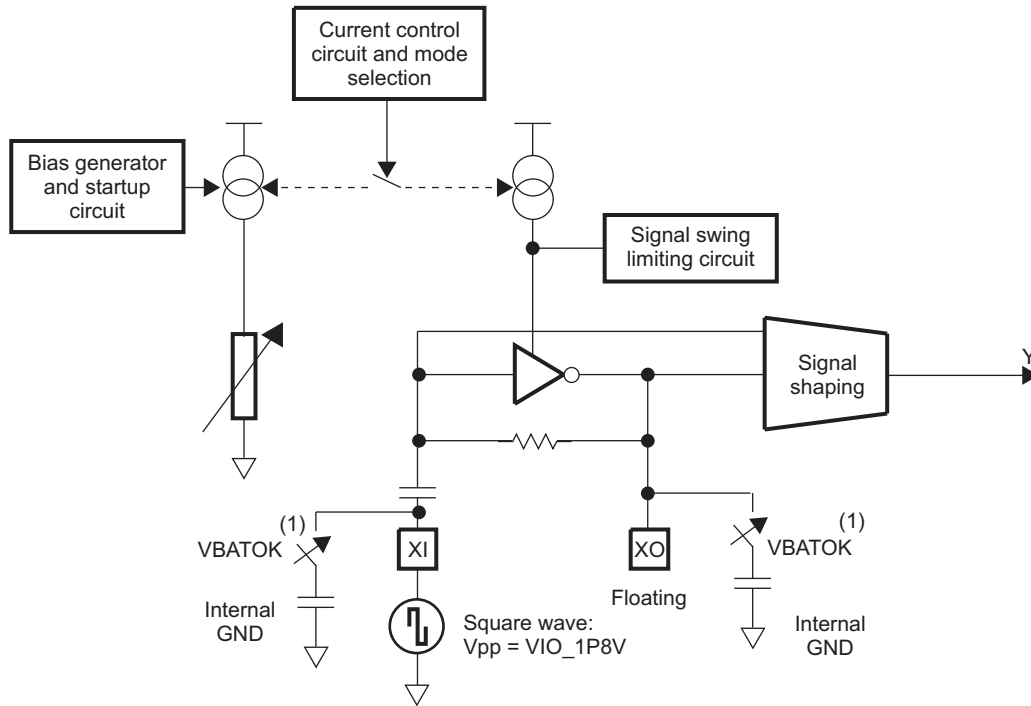 Current control
circuit and mode
selection
Bias generator
and startup
circuit
Signal swing
limiting circuit
Signal
shaping
Y
(1)
VBATOK
XI
XO
(1)
VBATOK
Floating
Internal
GND
Square wave:
Vpp = VIO_1P8V
Internal
GND